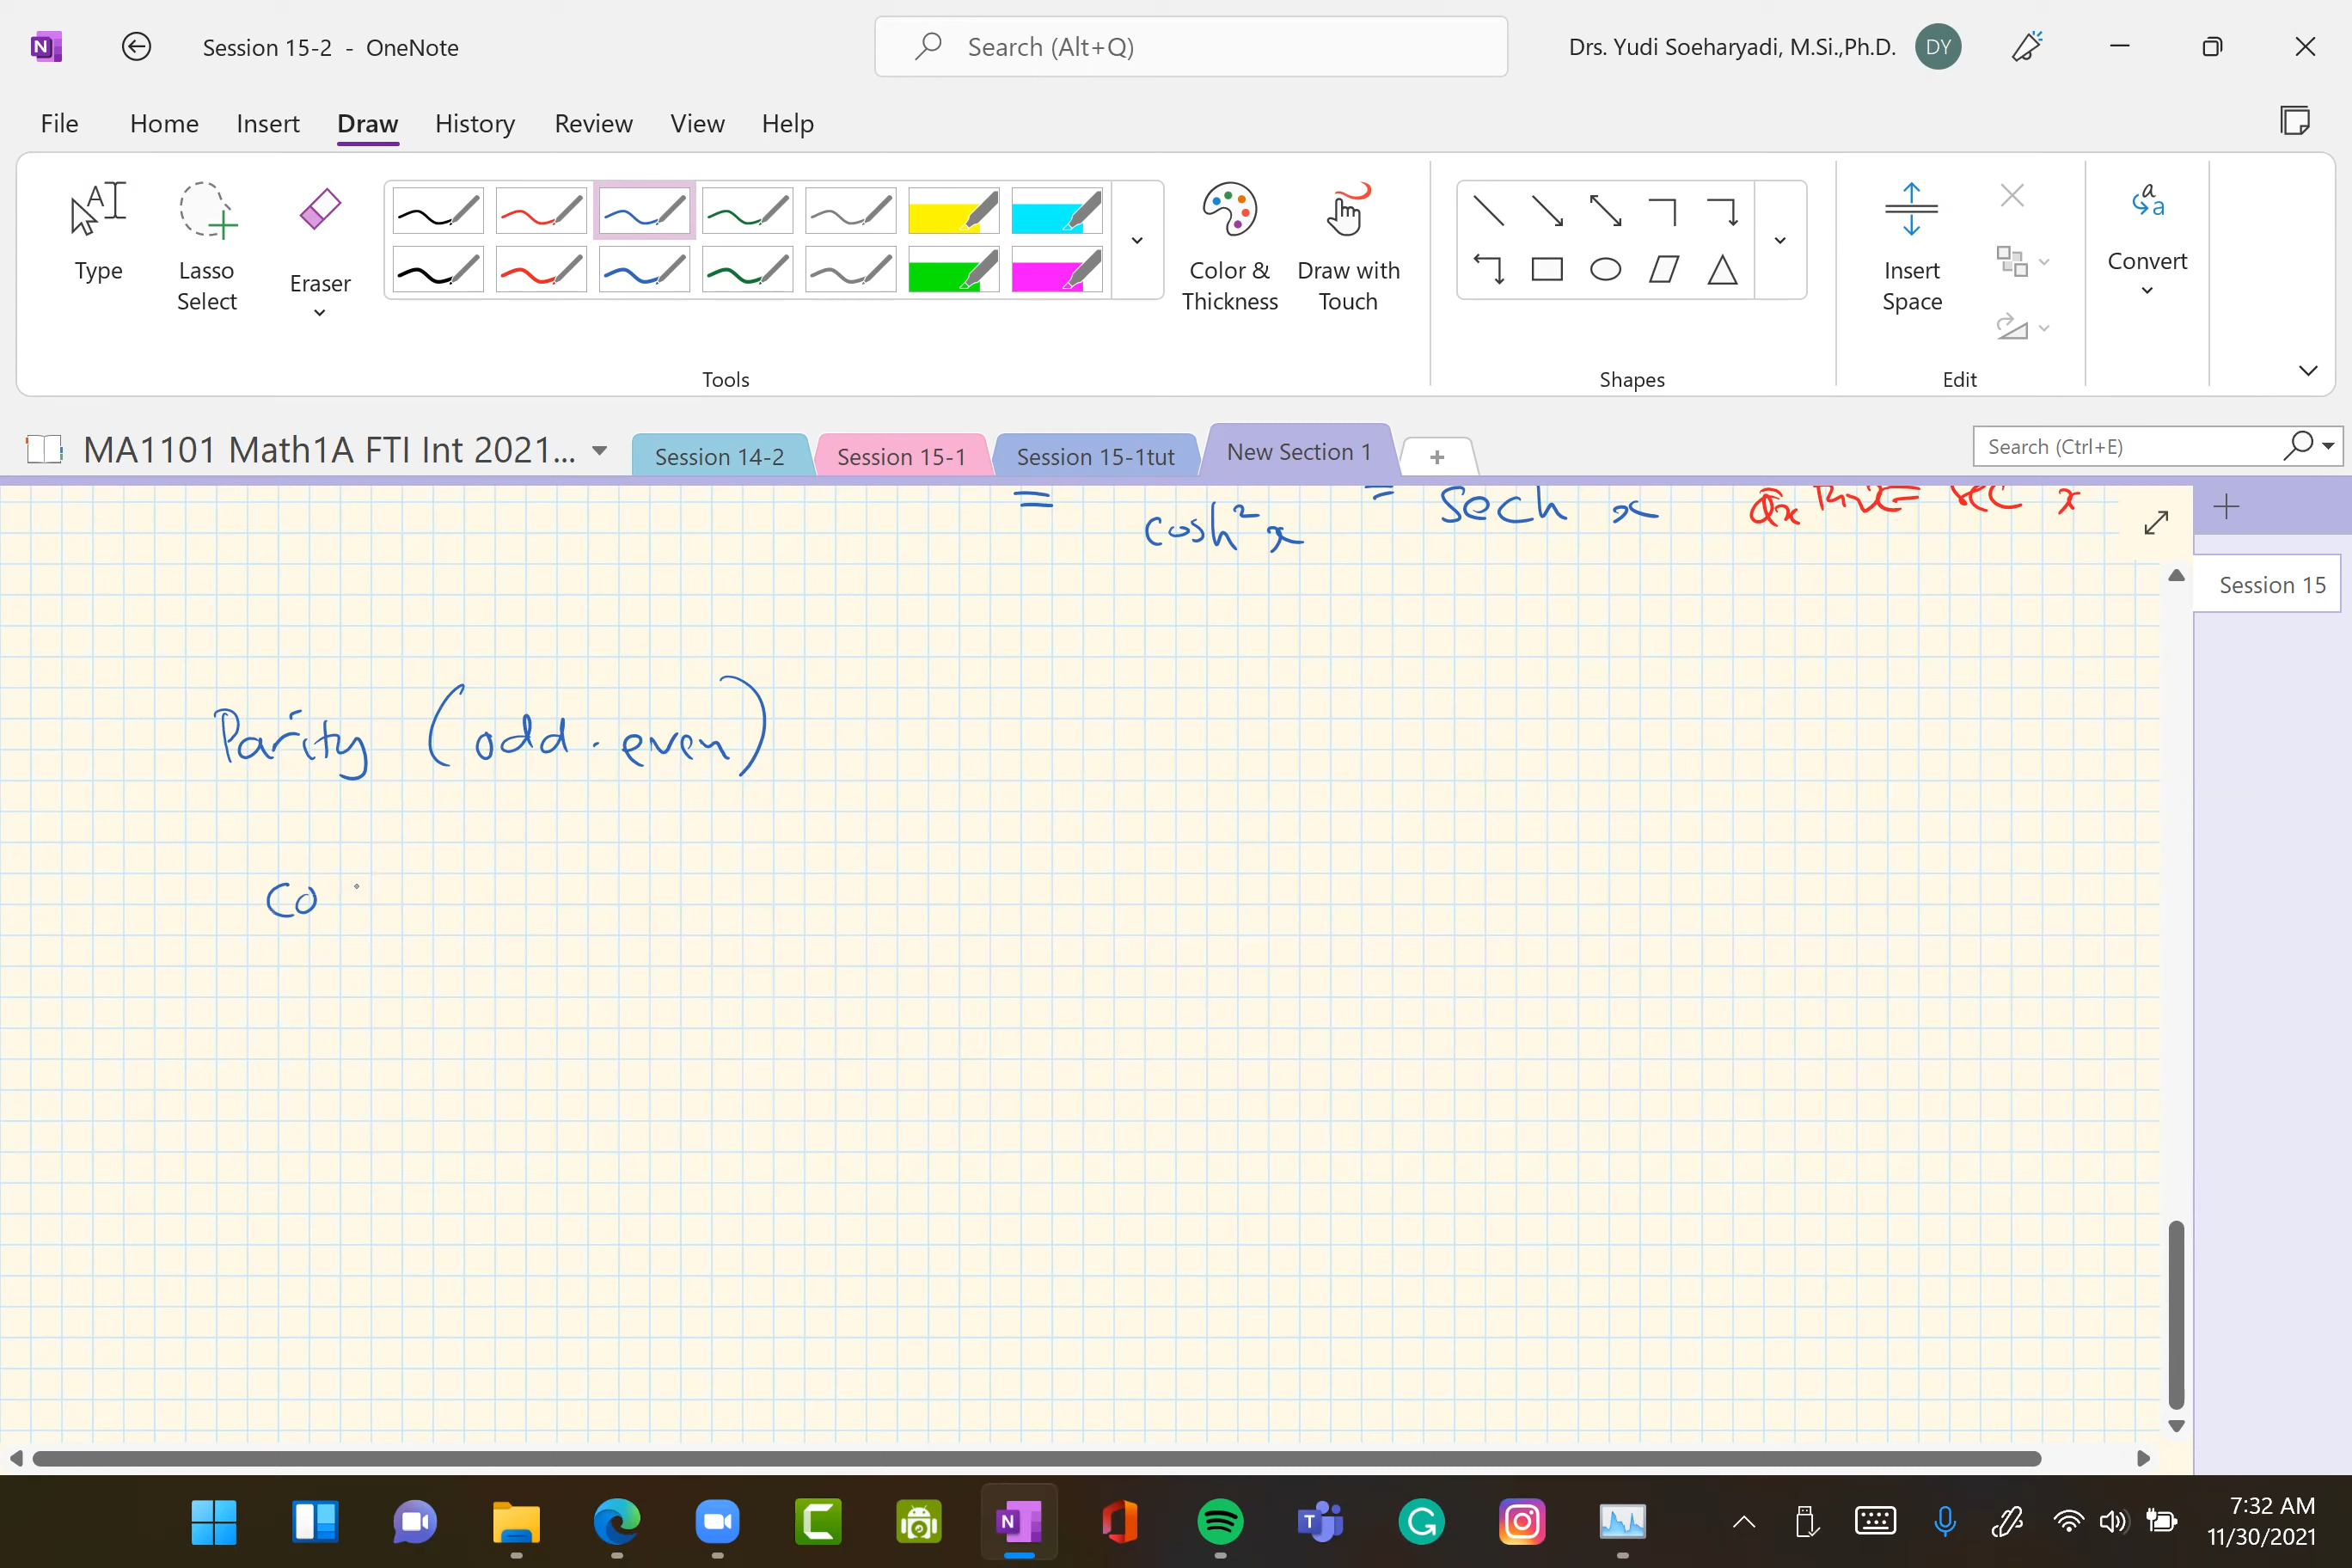 Session 15-2 - OneNote
Search (Alt+Q)
Drs. Yudi Soeharyadi, M.Si.,Ph.D.
DY
File Home Insert Draw History Review View Help
Type
Lasso Select
Eraser
Color & Thickness
Draw with Touch
Insert Space
Convert
Tools
Shapes
Edit
MA1101 Math1A FTI Int 2021...
Session 14-2
Session 15-1
Session 15-1tut
New Section 1
Search (Ctrl+E)
Session 15
= cosh² x = sech x
Parity (odd - even)
co
7:32 AM
11/30/2021